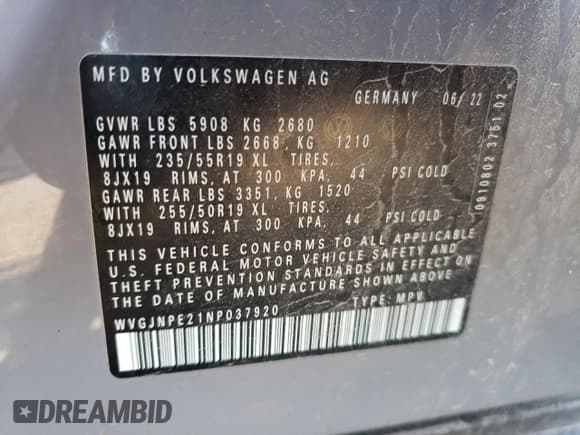 MFD BY VOLKSWAGEN AG
GERMANY 06/22
GVWR LBS 5908 KG 2680
GAWR FRONT LBS 2668, KG 1210
WITH 235/55R19 XL TIRES,
8JX19 RIMS, AT 300 KPA, 44 PSI COLD
GAWR REAR LBS 3351, KG 1520
WITH 255/50R19 XL TIRES,
8JX19 RIMS, AT 300 KPA, 44 PSI COLD
THIS VEHICLE CONFORMS TO ALL APPLICABLE
U.S. FEDERAL MOTOR VEHICLE SAFETY AND
THEFT PREVENTION STANDARDS IN EFFECT ON
THE DATE OF MANUFACTURE SHOWN ABOVE
WVGJNPE21NP037920 TYPE: MPV
0910802 3751 02
DREAMBID